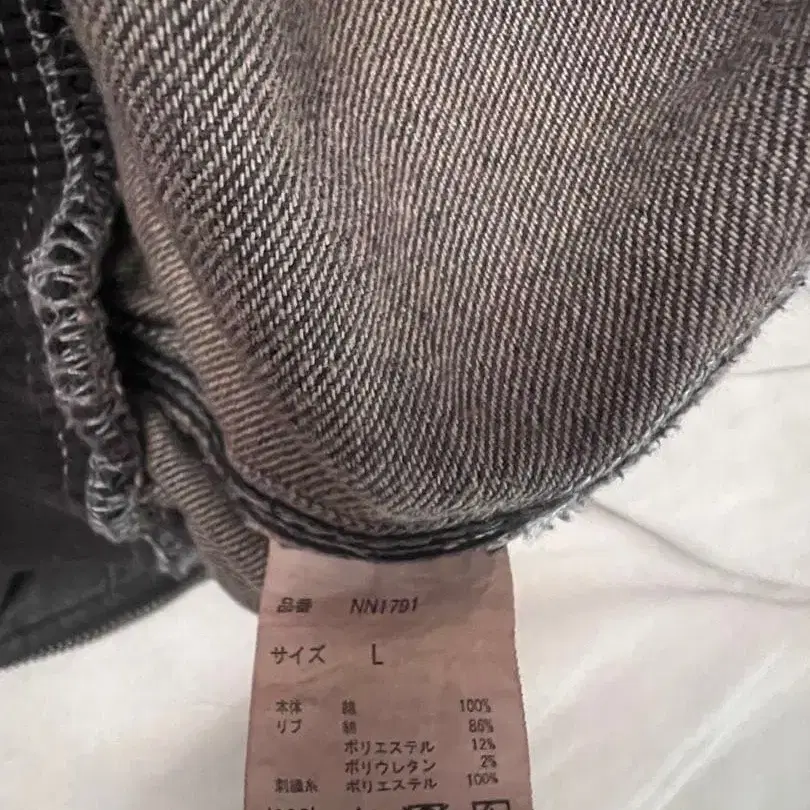 品番 NN1791
サイズ L
本体 綿 100%
リブ 綿 86%
ポリエステル 12%
ポリウレタン 2%
刺繍糸 ポリエステル 100%